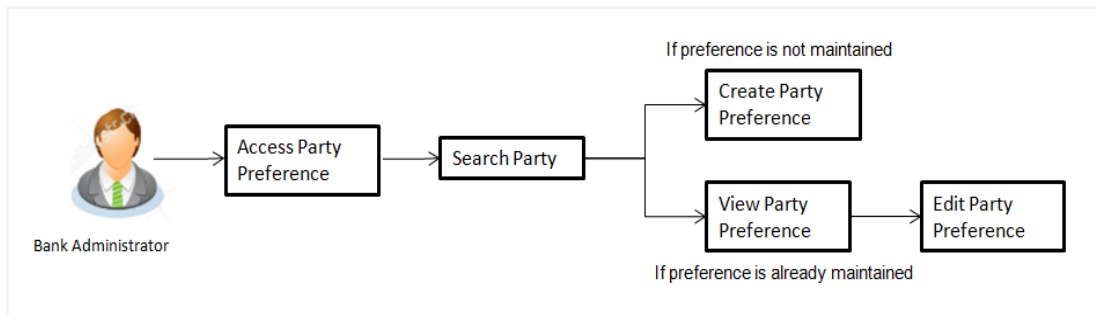 If preference is not maintained
Create Party
Preference
Access Party
Preference
Search Party
View Party
Preference
Edit Party
Preference
Bank Administrator
If preference is already maintained